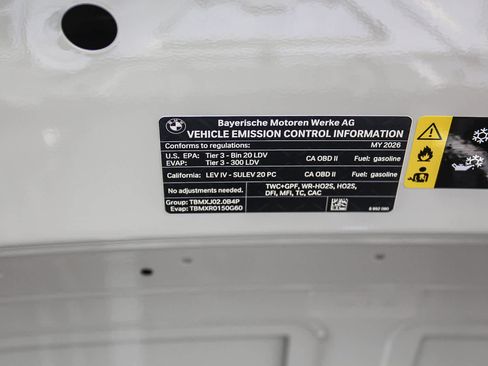 Bayerische Motoren Werke AG
VEHICLE EMISSION CONTROL INFORMATION
Conforms to regulations: MY 2026
U.S. EPA: Tier 3 - Bin 20 LDV CA OBD II Fuel: gasoline
EVAP: Tier 3 - 300 LDV
California: LEV IV - SULEV 20 PC CA OBD II Fuel: gasoline
No adjustments needed. TWC+GPF, WR-HO2S, HO2S,
DFI, MFI, TC, CAC
Group: TBMXJ02.0B4P
Evap: TBMXR0150G60